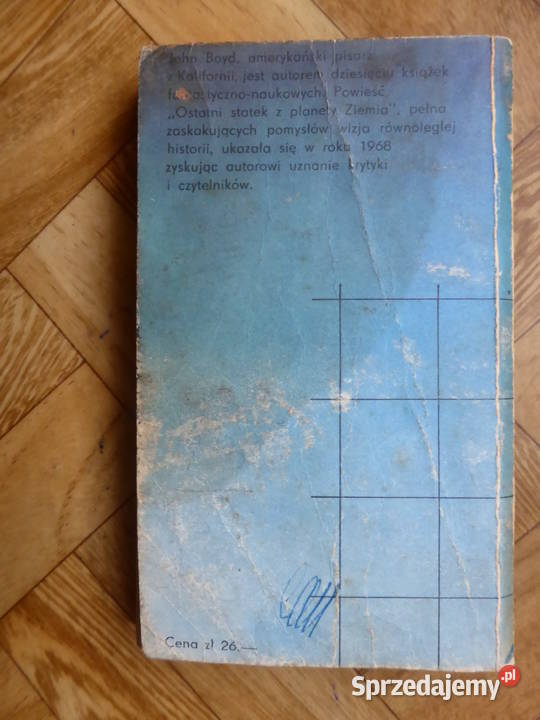 John Boyd, amerykański pisarz
z Kalifornii, jest autorem dziesięciu książek
fantastyczno-naukowych. Powieść
„Ostatni statek z planety Ziemia", pełna
zaskakujących pomysłów wizja równoległej
historii, ukazała się w roku 1968
zyskując autorowi uznanie krytyki
i czytelników.
Cena zł 26.—
Sprzedajemy.pl